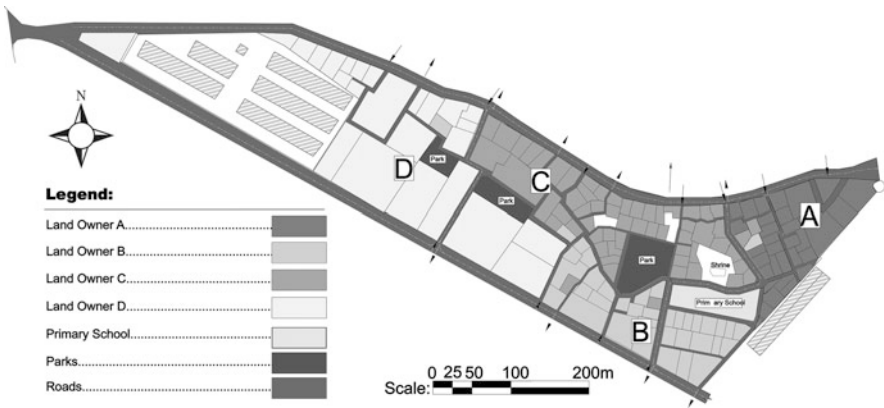 N
D
Park
Park
C
Park
Shrine
A
Prim ary School
B
Legend:
Land Owner A
Land Owner B
Land Owner C
Land Owner D
Primary School
Parks
Roads
Scale:
0 25 50 100 200m